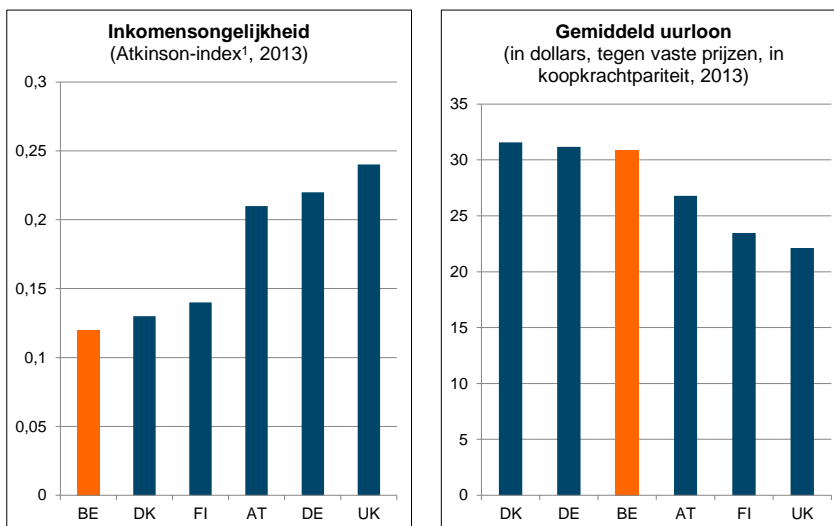 Inkomensongelijkheid
(Atkinson-index¹, 2013)
0,3
0,25
0,2
0,15
0,1
0,05
0
BE DK FI AT DE UK
Gemiddeld uurloon
(in dollars, tegen vaste prijzen, in
koopkrachtpariteit, 2013)
35
30
25
20
15
10
5
0
DK DE BE AT FI UK